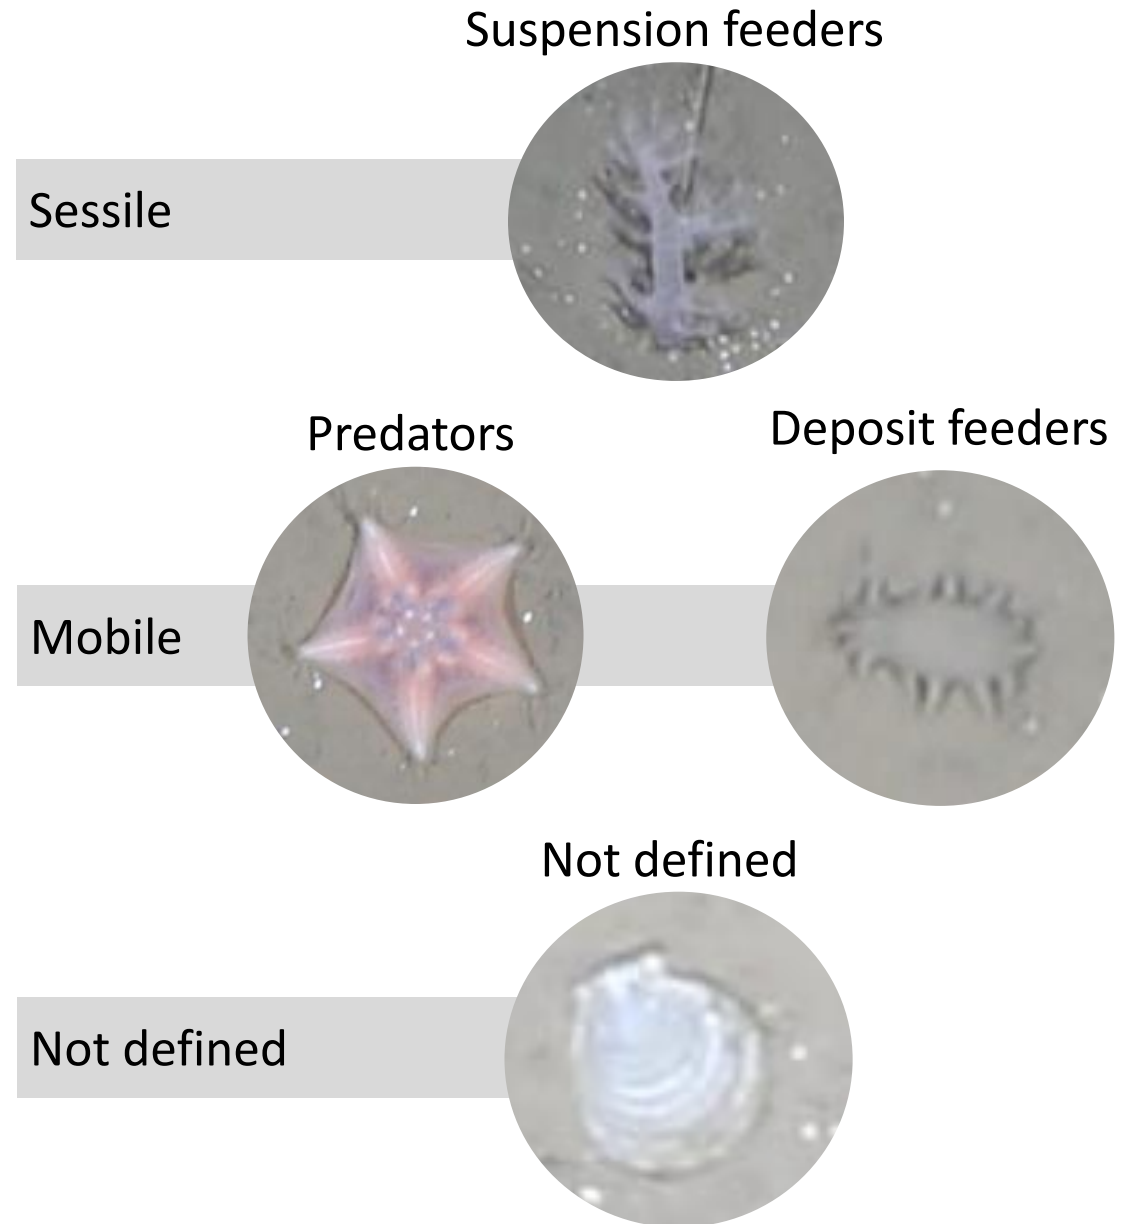 Suspension feeders
Sessile
Predators
Deposit feeders
Mobile
Not defined
Not defined